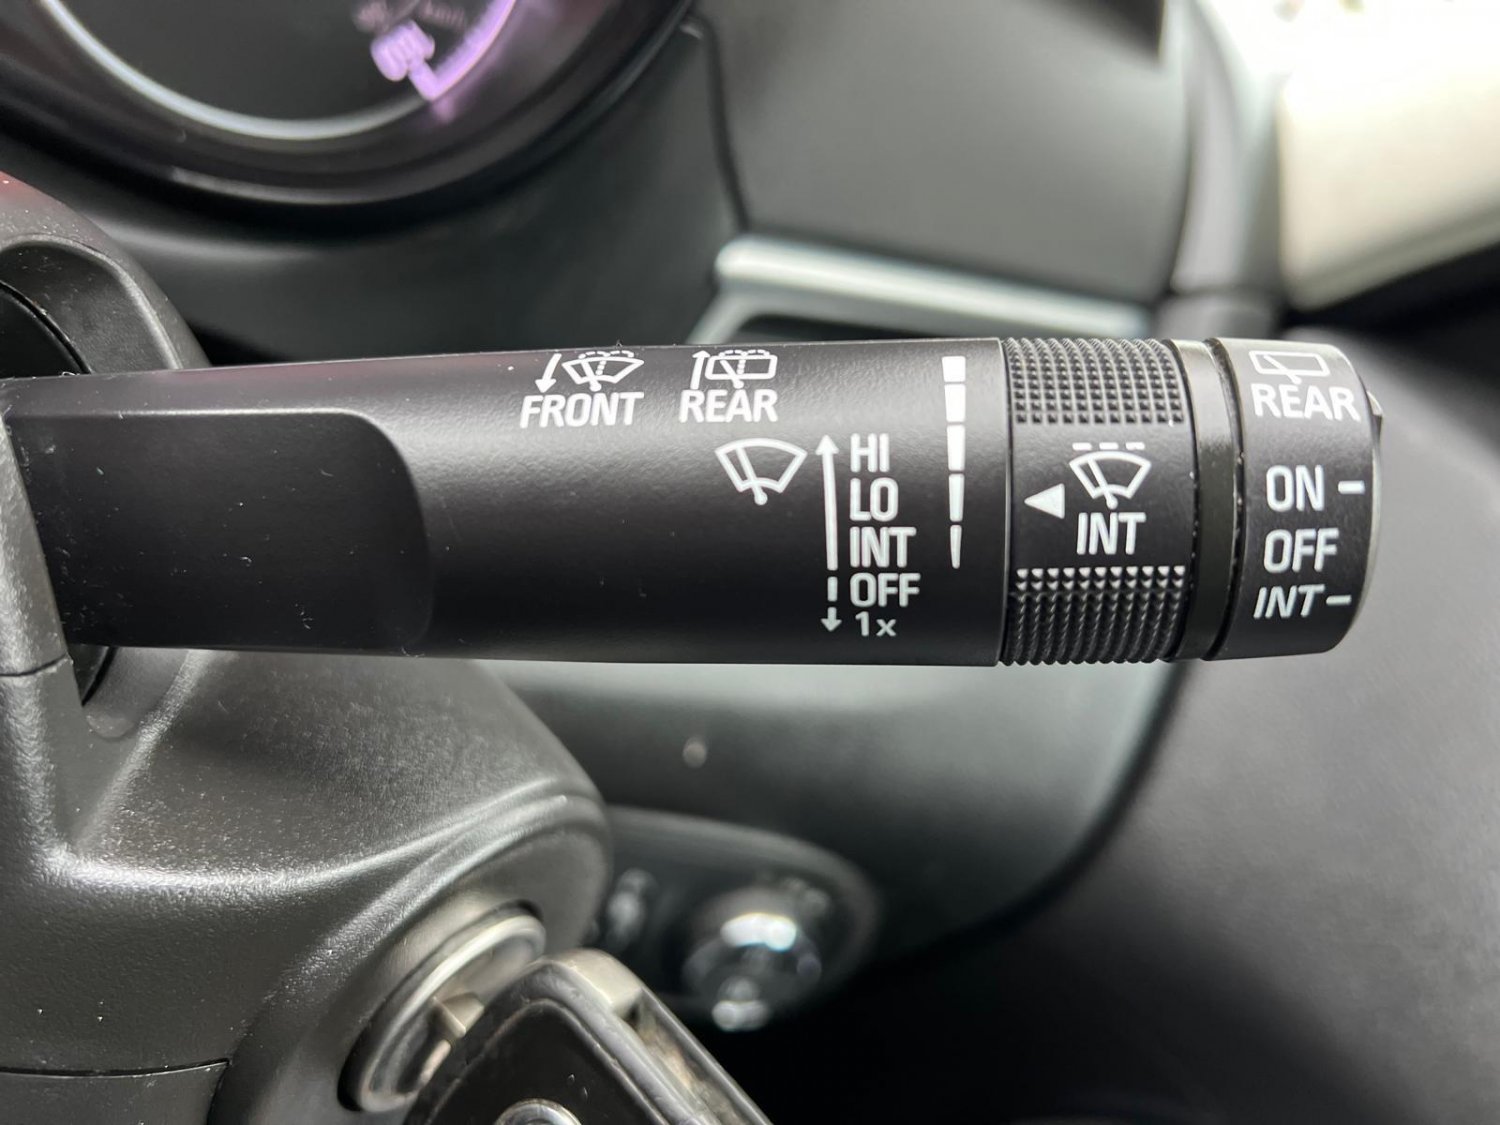 FRONT
REAR
HI
LO
INT
OFF
1x
INT
REAR
ON
OFF
INT